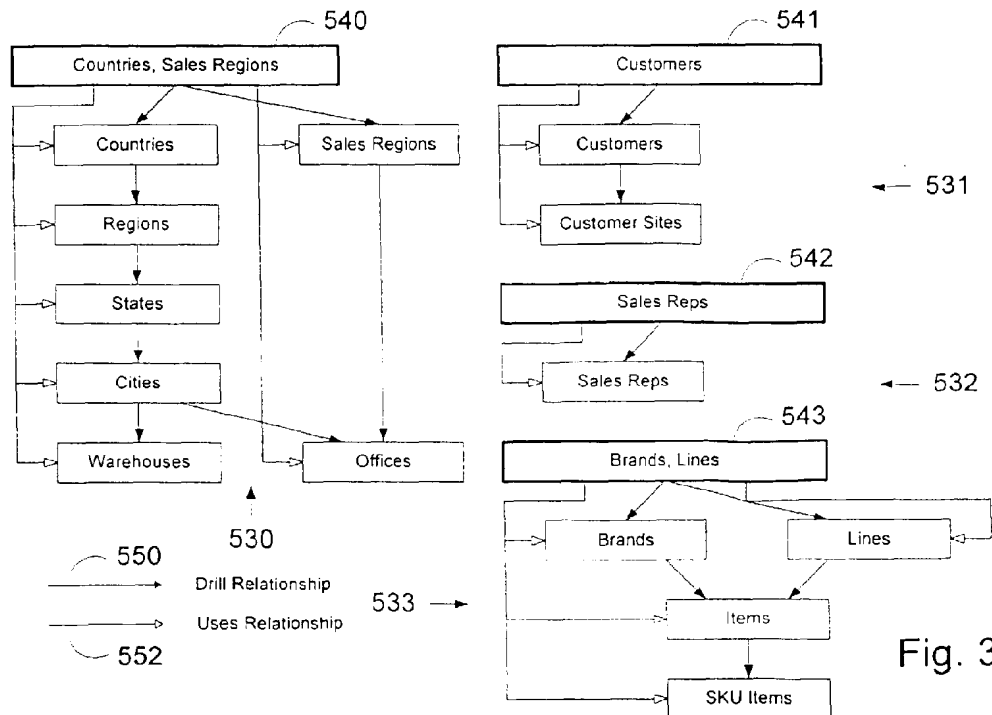 540
Countries, Sales Regions
Countries
Sales Regions
Regions
States
Cities
Warehouses
Offices
530
550
Drill Relationship
Uses Relationship
552
541
Customers
Customers
531
Customer Sites
542
Sales Reps
Sales Reps
532
543
Brands, Lines
Brands
Lines
533
Items
SKU Items
Fig. 3